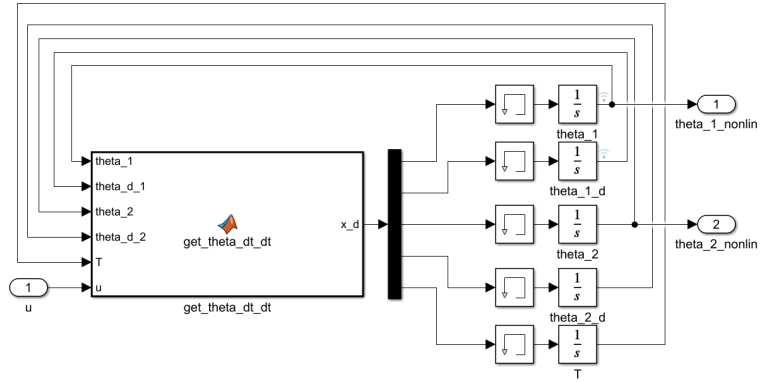 1
s
theta_1
1
theta_1_nonlin
theta_1
theta_d_1
theta_2
theta_d_2
T
u
get_theta_dt_dt
x_d
get_theta_dt_dt
1
u
1
s
theta_1_d
1
s
theta_2
2
theta_2_nonlin
1
s
theta_2_d
1
s
T